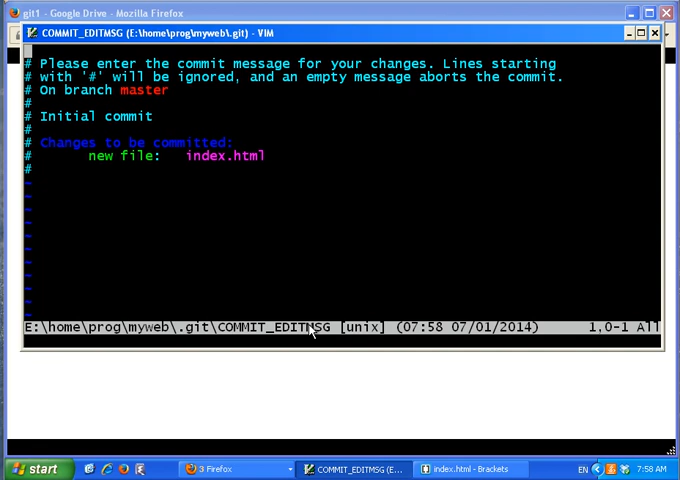 git1 - Google Drive - Mozilla Firefox
COMMIT_EDITMSG (E:\home\prog\myweb\.git) - VIM
# Please enter the commit message for your changes. Lines starting
# with '#' will be ignored, and an empty message aborts the commit.
# On branch master
#
# Initial commit
#
# Changes to be committed:
#       new file:   index.html
#
~
~
~
~
~
~
~
~
~
~
~
E:\home\prog\myweb\.git\COMMIT_EDITMSG [unix] (07:58 07/01/2014) 1,0-1 All
start
3 Firefox
COMMIT_EDITMSG (E...
index.html - Brackets
EN
7:58 AM